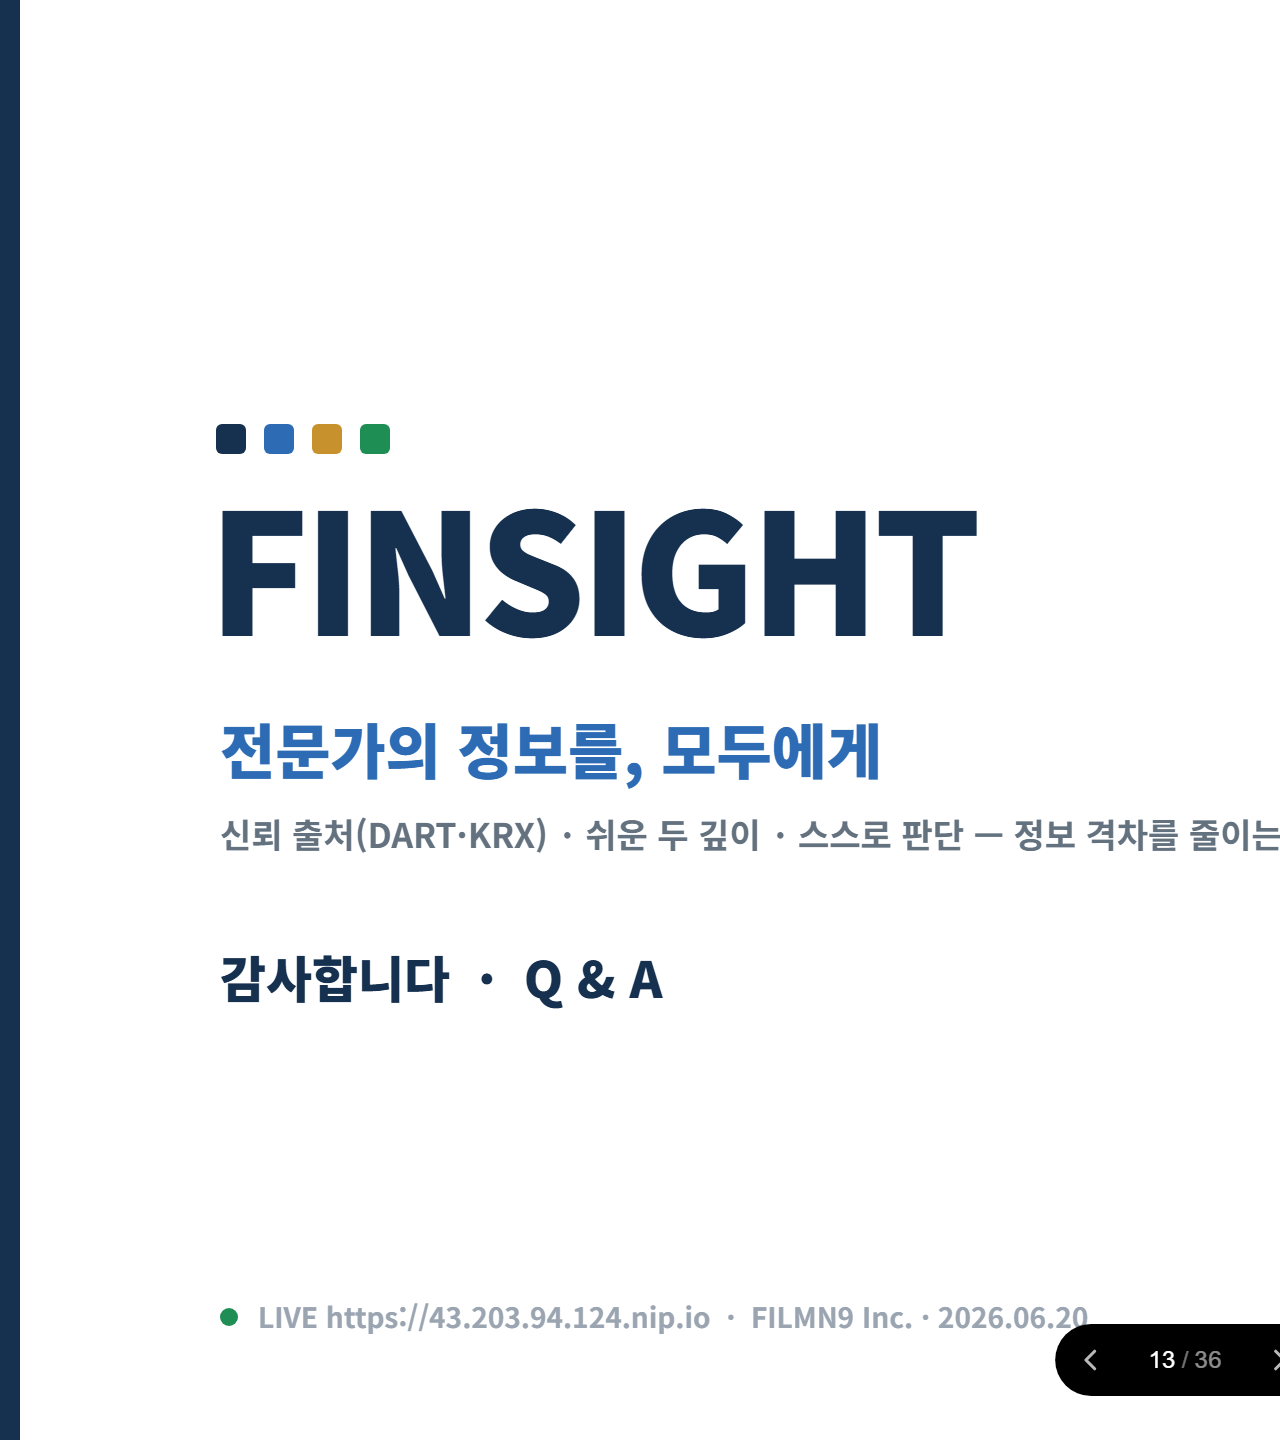 FINSIGHT
전문가의 정보를, 모두에게
신뢰 출처(DART·KRX) · 쉬운 두 깊이 · 스스로 판단 — 정보 격차를 줄이는
감사합니다 · Q & A
LIVE https://43.203.94.124.nip.io · FILMN9 Inc. · 2026.06.20
13 / 36